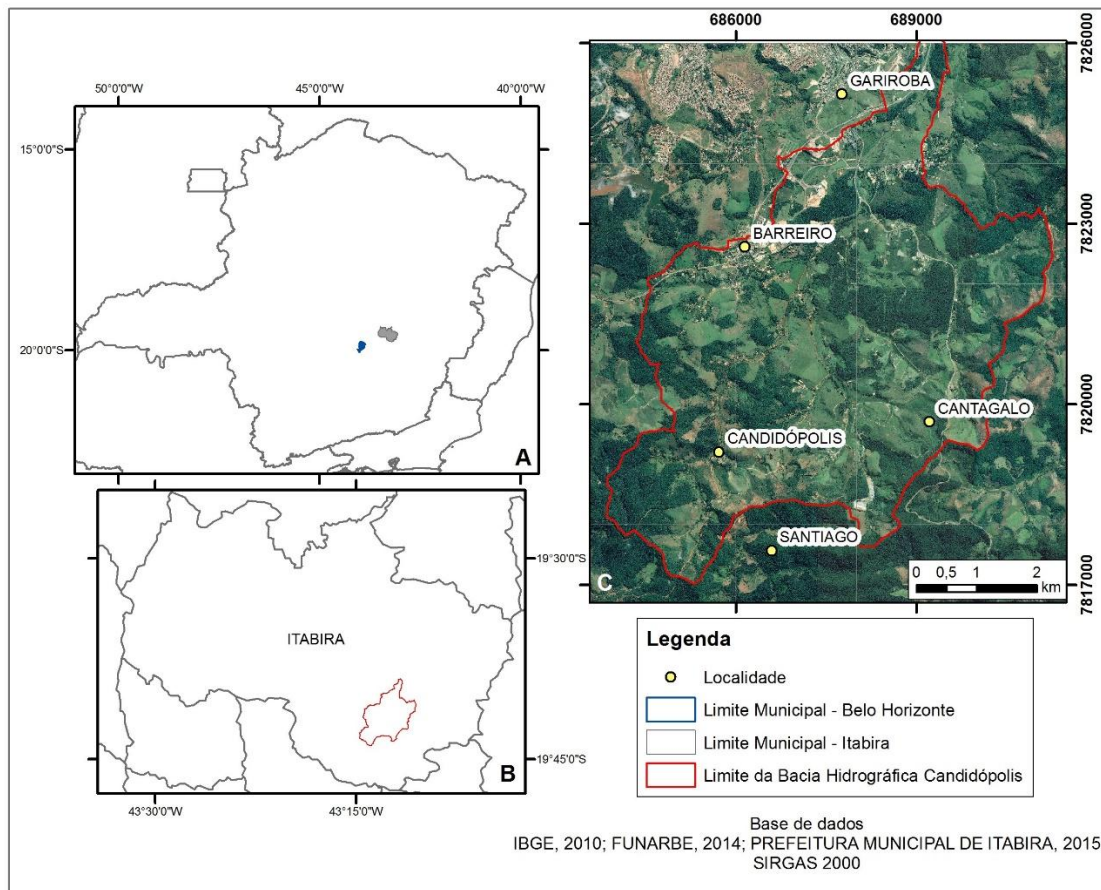 50°0'0"W 45°0'0"W 40°0'0"W
15°0'0"S
20°0'0"S
A
ITABIRA
19°30'0"S
19°45'0"S
B
43°30'0"W 43°15'0"W
686000 689000
7826000
GARIROBA
7823000
BARREIRO
7820000
CANTAGALO
CANDIDÓPOLIS
SANTIAGO
7817000
C
0 0,5 1 2
km
Legenda
Localidade
Limite Municipal - Belo Horizonte
Limite Municipal - Itabira
Limite da Bacia Hidrográfica Candidópolis
Base de dados
IBGE, 2010; FUNARBE, 2014; PREFEITURA MUNICIPAL DE ITABIRA, 2015
SIRGAS 2000